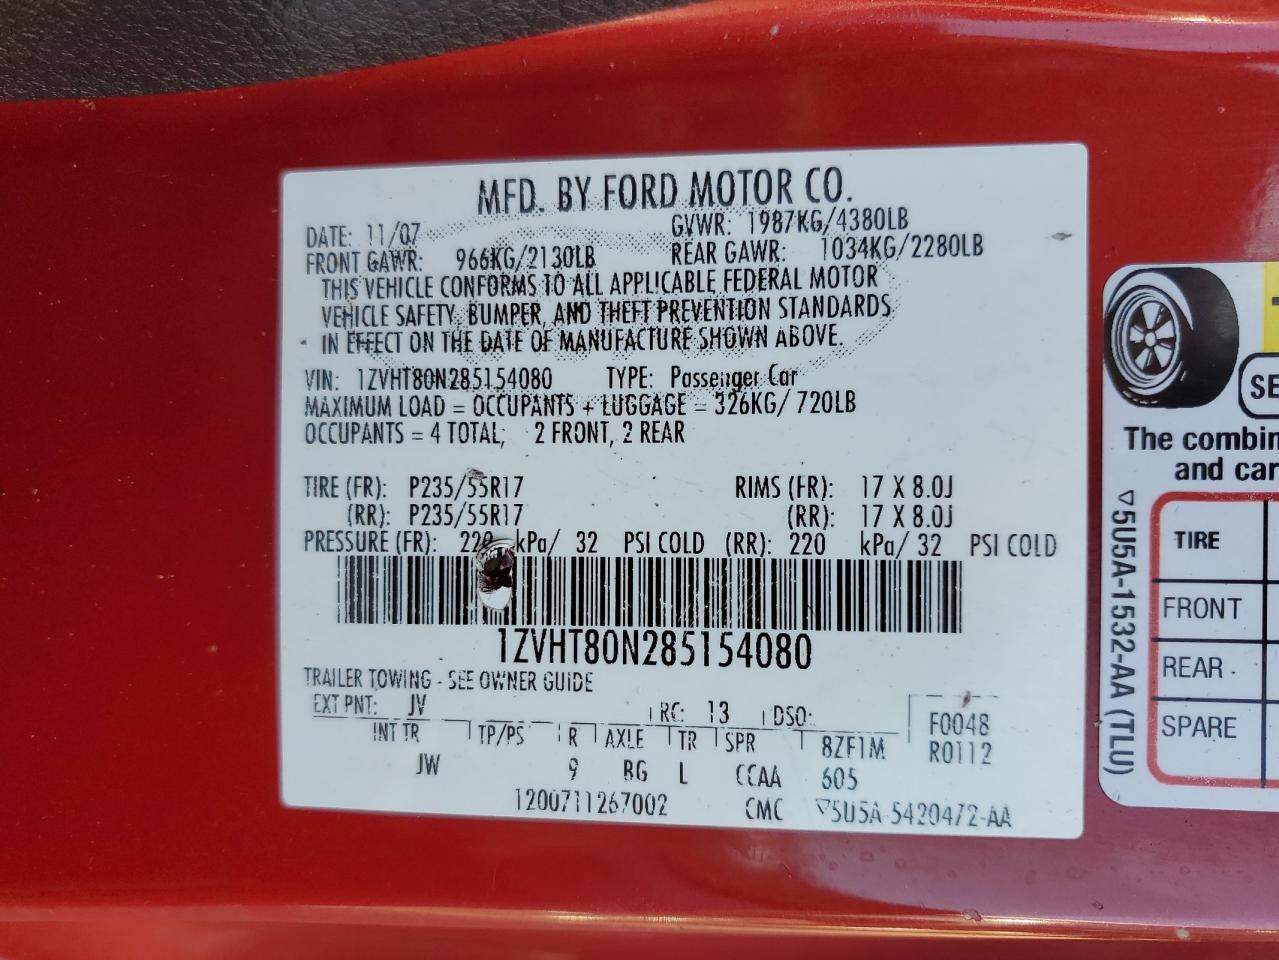 MFD. BY FORD MOTOR CO.
DATE: 11/07 GVWR: 1987KG/4380LB
FRONT GAWR: 966KG/2130LB REAR GAWR: 1034KG/2280LB
THIS VEHICLE CONFORMS TO ALL APPLICABLE FEDERAL MOTOR
VEHICLE SAFETY, BUMPER, AND THEFT PREVENTION STANDARDS
IN EFFECT ON THE DATE OF MANUFACTURE SHOWN ABOVE.
VIN: 1ZVHT80N285154080 TYPE: Passenger Car
MAXIMUM LOAD = OCCUPANTS + LUGGAGE = 326KG/ 720LB
OCCUPANTS = 4 TOTAL; 2 FRONT, 2 REAR
TIRE (FR): P235/55R17 RIMS (FR): 17 X 8.0J
(RR): P235/55R17 (RR): 17 X 8.0J
PRESSURE (FR): 220 kPa/ 32 PSI COLD (RR): 220 kPa/ 32 PSI COLD
1ZVHT80N285154080
TRAILER TOWING - SEE OWNER GUIDE
EXT PNT: JV RC: 13 DSO: F0048
INT TR TP/PS R AXLE TR SPR 8ZF1M R0112
JW 9 BG L CCAA 605
1200711267002 CMC ▽5U5A-5420472-AA
SE
The combin
and car
TIRE
FRONT
REAR
SPARE
▽5U5A-1532-AA (TLU)